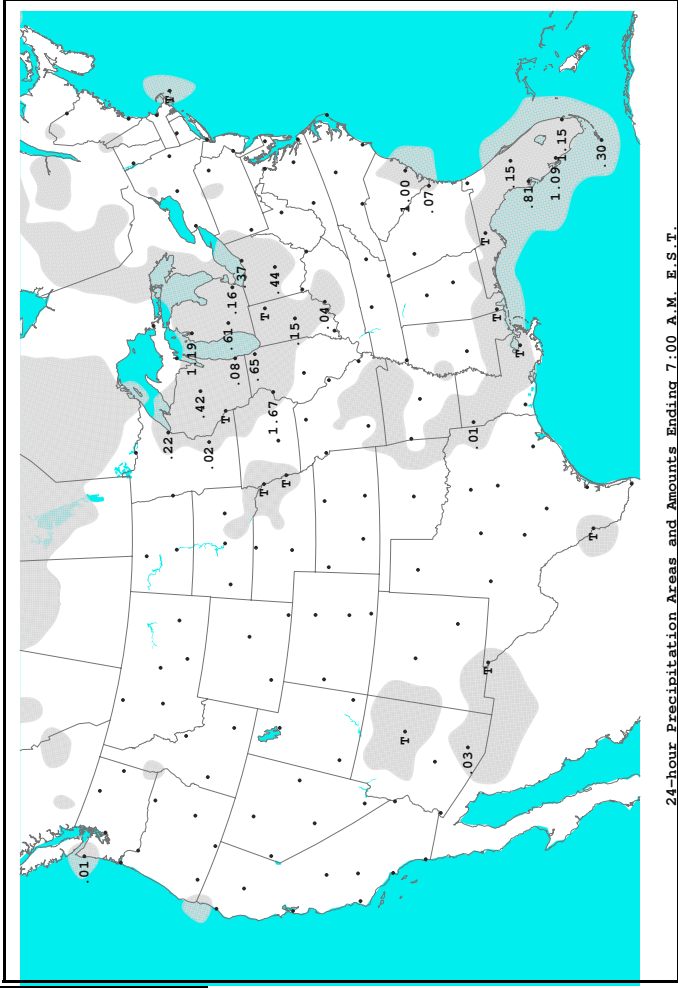 .01
T
.22
1.19
.42
.02
T
.61
.16
.08
.37
.65
T
T
1.67
.44
T
.15
.04
T
1.00
.07
.03
.01
T
T
T
.15
T
.81
1.09
1.15
T
.30
24-hour Precipitation Areas and Amounts Ending 7:00 A.M. E.S.T.